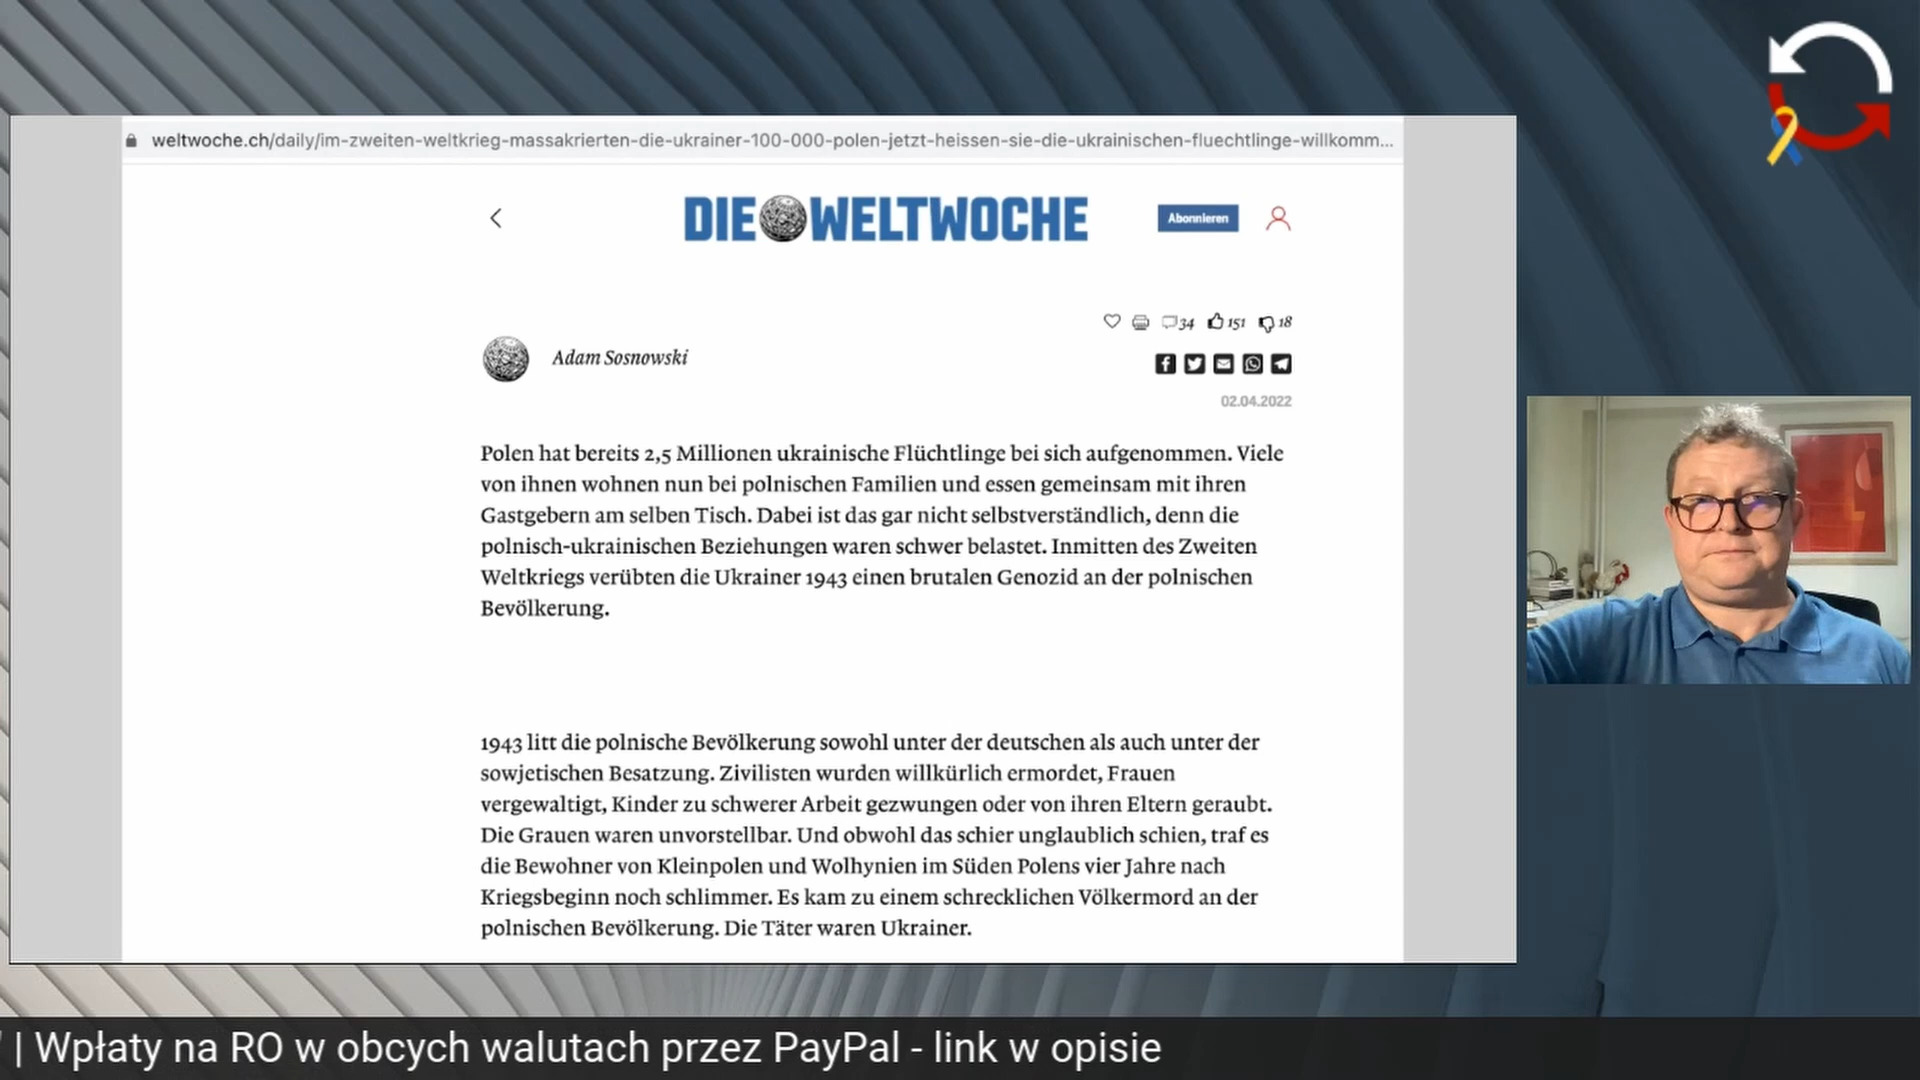 weltwoche.ch/daily/im-zweiten-weltkrieg-massakrierten-die-ukrainer-100-000-polen-jetzt-heissen-sie-die-ukrainischen-fluechtlinge-willkomm...
DIE WELTWOCHE
Abonnieren
34 151 18
Adam Sosnowski
02.04.2022
Polen hat bereits 2,5 Millionen ukrainische Flüchtlinge bei sich aufgenommen. Viele
von ihnen wohnen nun bei polnischen Familien und essen gemeinsam mit ihren
Gastgebern am selben Tisch. Dabei ist das gar nicht selbstverständlich, denn die
polnisch-ukrainischen Beziehungen waren schwer belastet. Inmitten des Zweiten
Weltkriegs verübten die Ukrainer 1943 einen brutalen Genozid an der polnischen
Bevölkerung.
1943 litt die polnische Bevölkerung sowohl unter der deutschen als auch unter der
sowjetischen Besatzung. Zivilisten wurden willkürlich ermordet, Frauen
vergewaltigt, Kinder zu schwerer Arbeit gezwungen oder von ihren Eltern geraubt.
Die Grauen waren unvorstellbar. Und obwohl das schier unglaublich schien, traf es
die Bewohner von Kleinpolen und Wolhynien im Süden Polens vier Jahre nach
Kriegsbeginn noch schlimmer. Es kam zu einem schrecklichen Völkermord an der
polnischen Bevölkerung. Die Täter waren Ukrainer.
| Wpłaty na RO w obcych walutach przez PayPal - link w opisie